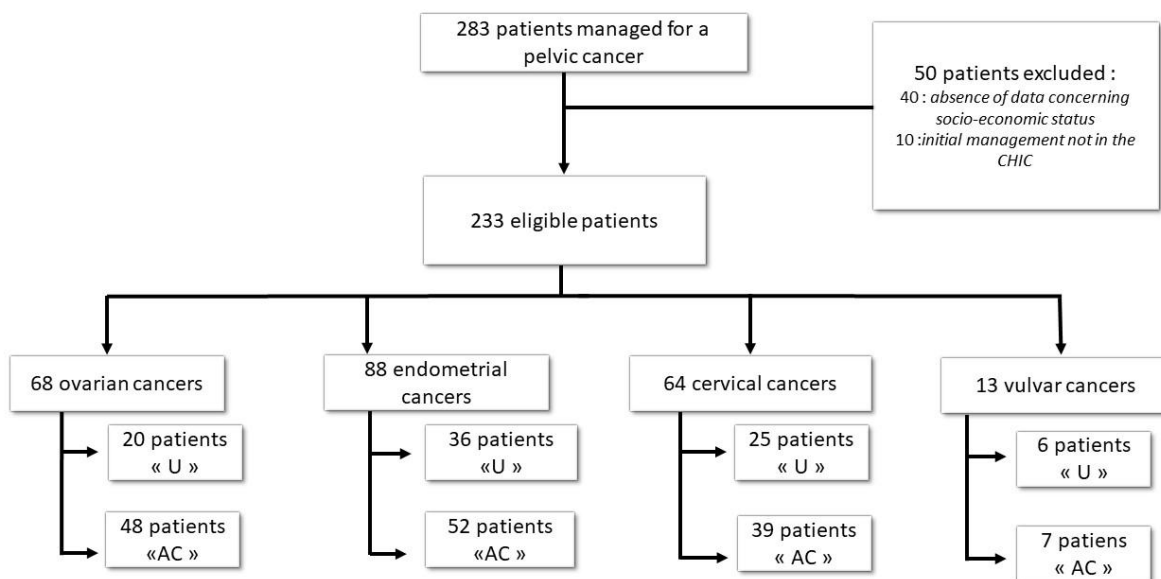 283 patients managed for a
pelvic cancer
50 patients excluded :
40 : absence of data concerning
socio-economic status
10 :initial management not in the
CHIC
233 eligible patients
68 ovarian cancers
88 endometrial
cancers
64 cervical cancers
13 vulvar cancers
20 patients
« U »
36 patients
«U»
25 patients
« U »
6 patients
« U »
48 patients
«AC »
52 patients
«AC »
39 patients
« AC »
7 patiens
« AC »